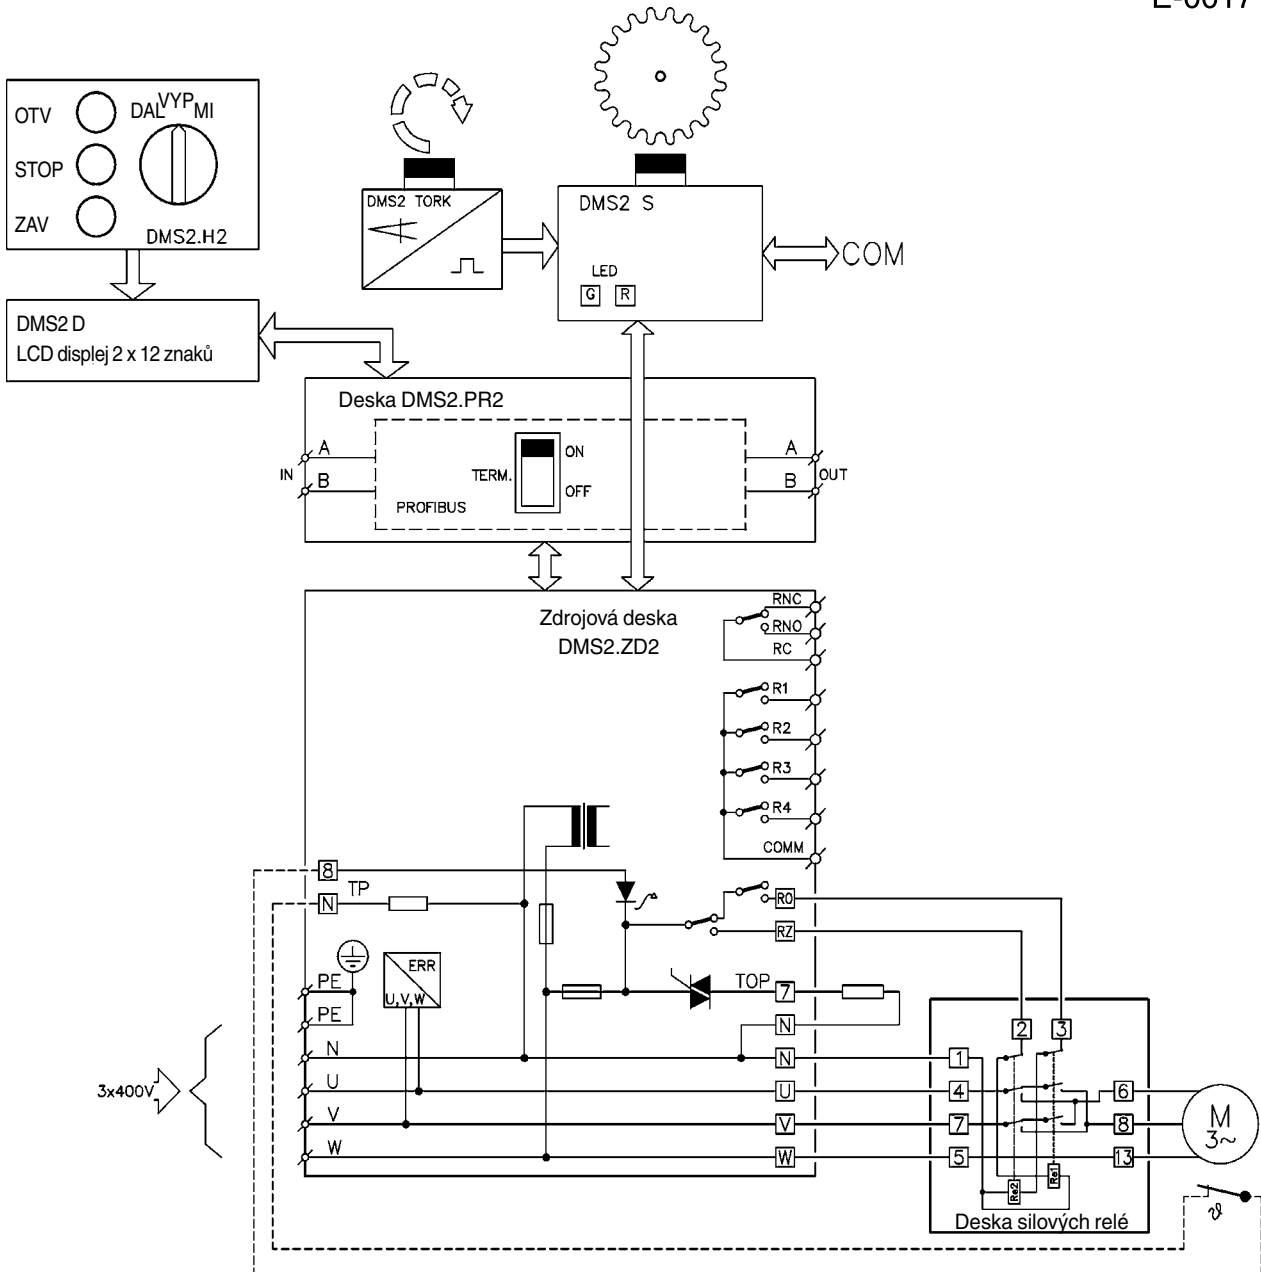 OTV
STOP
ZAV
DAL VYP MI
DMS2.H2
DMS2 TORK
DMS2 S
LED
G R
COM
DMS2 D
LCD displej 2 x 12 znaků
Deska DMS2.PR2
IN
A
B
TERM.
ON
OFF
PROFIBUS
A
B
OUT
Zdrojová deska
DMS2.ZD2
RNC
RNO
RC
R1
R2
R3
R4
COMM
8
TP
N
RO
RZ
ERR
U,V,W
TOP
7
N
PE
PE
N
N
1
2
3
3x400V
U
U
4
6
V
V
7
8
W
W
5
13
M
3~
Re2
Re1
Deska silových relé
ϑ